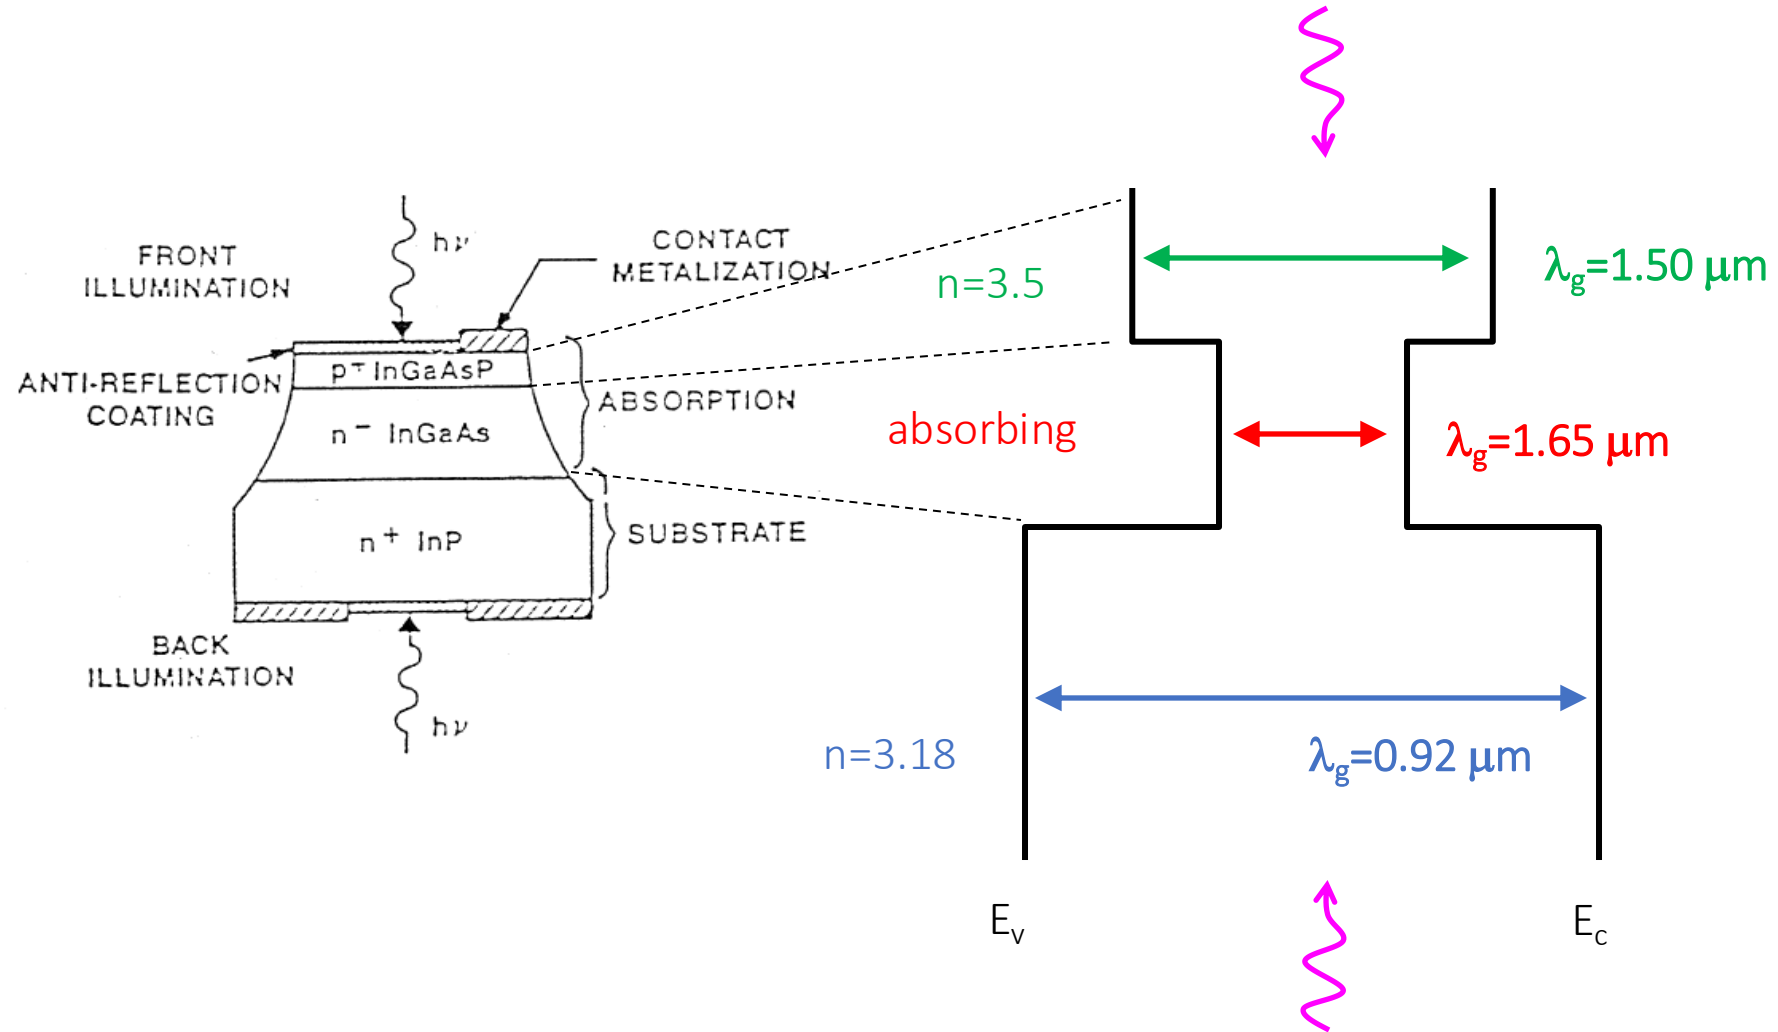 hν
FRONT
ILLUMINATION
CONTACT
METALIZATION
ANTI-REFLECTION
COATING
p+ InGaAsP
ABSORPTION
n- InGaAs
n+ InP
SUBSTRATE
BACK
ILLUMINATION
hν
n=3.5
λg=1.50 μm
absorbing
λg=1.65 μm
n=3.18
λg=0.92 μm
Ev
Ec